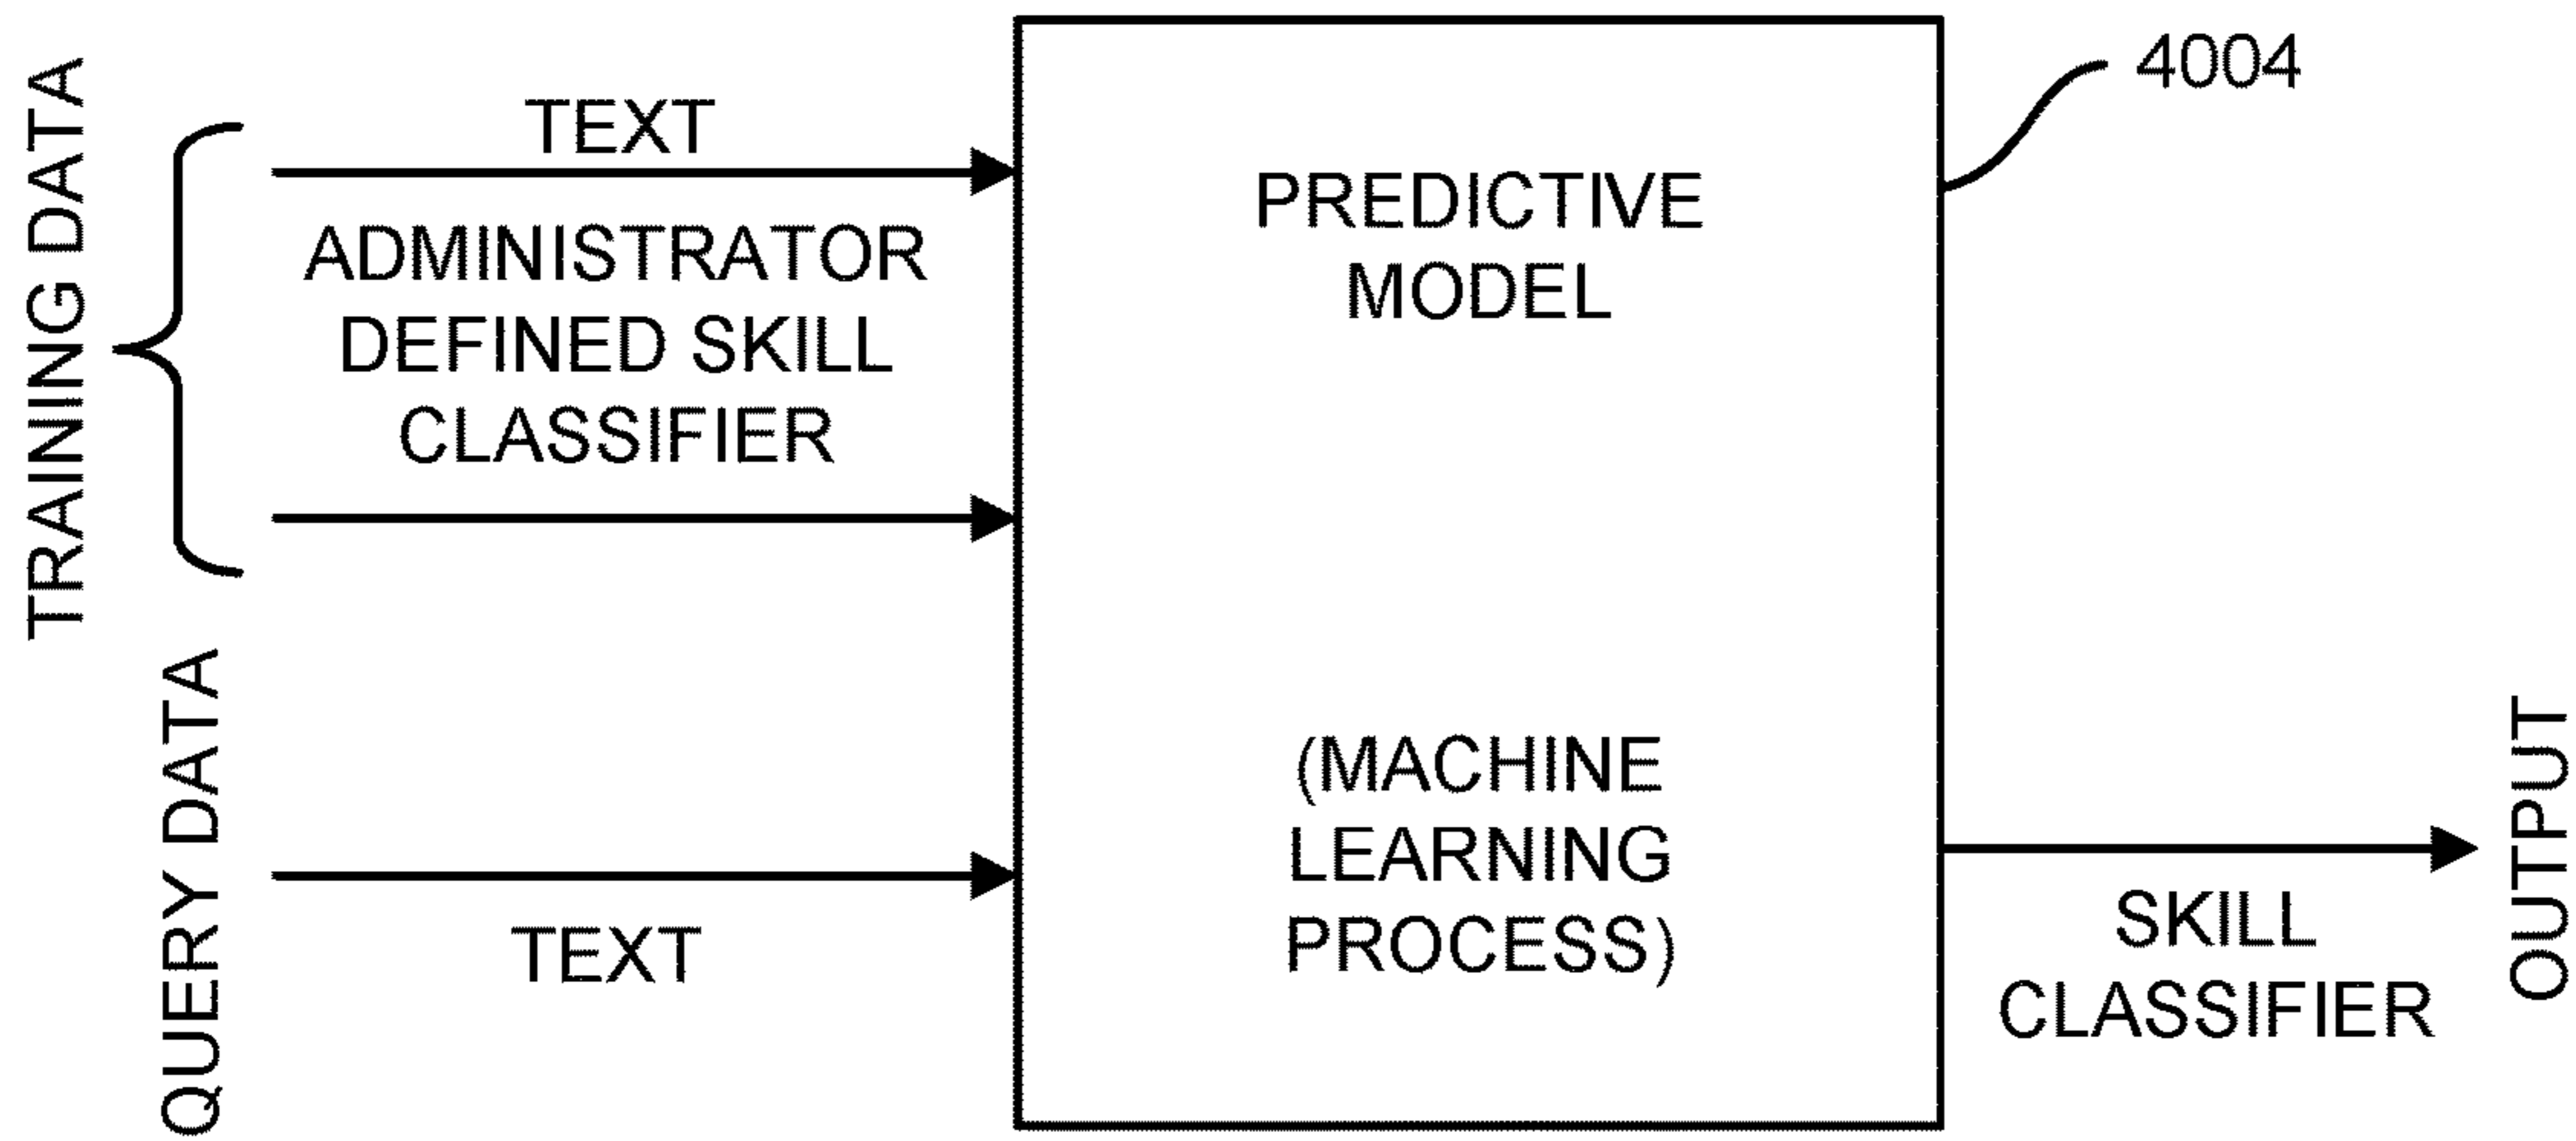 TRAINING DATA
TEXT
ADMINISTRATOR
DEFINED SKILL
CLASSIFIER
QUERY DATA
TEXT
PREDICTIVE
MODEL
(MACHINE
LEARNING
PROCESS)
4004
SKILL
CLASSIFIER
OUTPUT